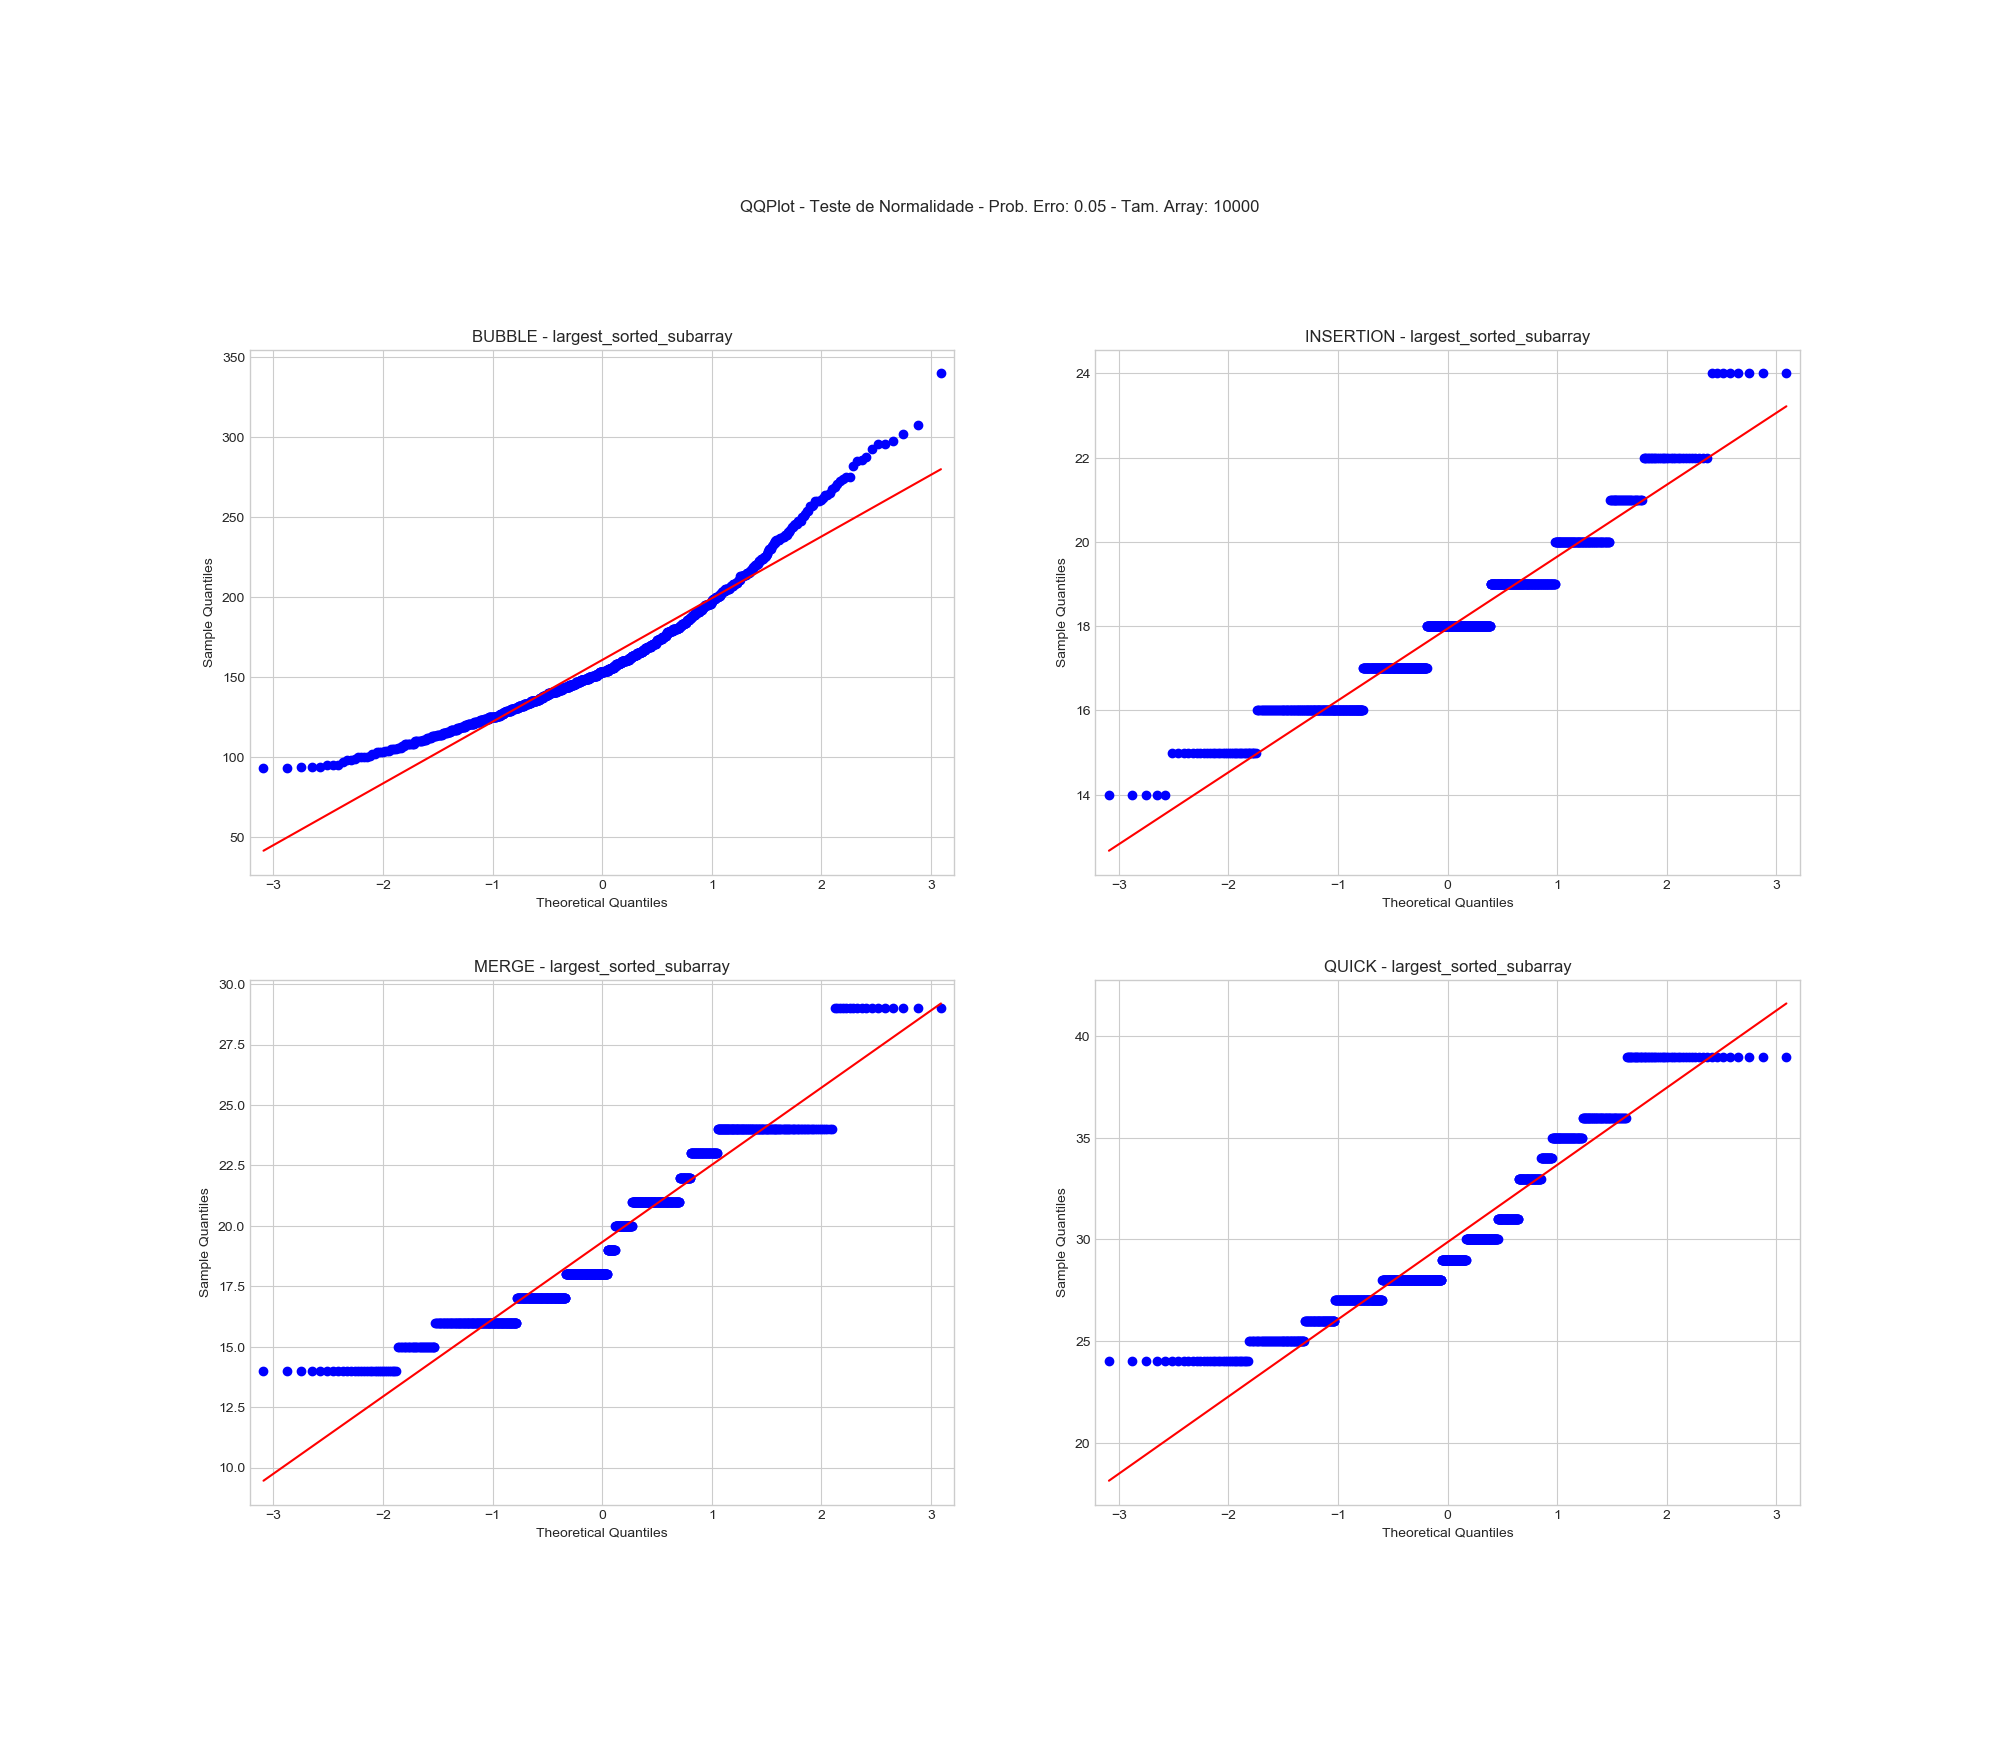 QQPlot - Teste de Normalidade - Prob. Erro: 0.05 - Tam. Array: 10000
BUBBLE - largest_sorted_subarray
350
300
250
200
150
100
50
Sample Quantiles
−3 −2 −1 0 1 2 3
Theoretical Quantiles
INSERTION - largest_sorted_subarray
24
22
20
18
16
14
Sample Quantiles
−3 −2 −1 0 1 2 3
Theoretical Quantiles
MERGE - largest_sorted_subarray
30.0
27.5
25.0
22.5
20.0
17.5
15.0
12.5
10.0
Sample Quantiles
−3 −2 −1 0 1 2 3
Theoretical Quantiles
QUICK - largest_sorted_subarray
40
35
30
25
20
Sample Quantiles
−3 −2 −1 0 1 2 3
Theoretical Quantiles